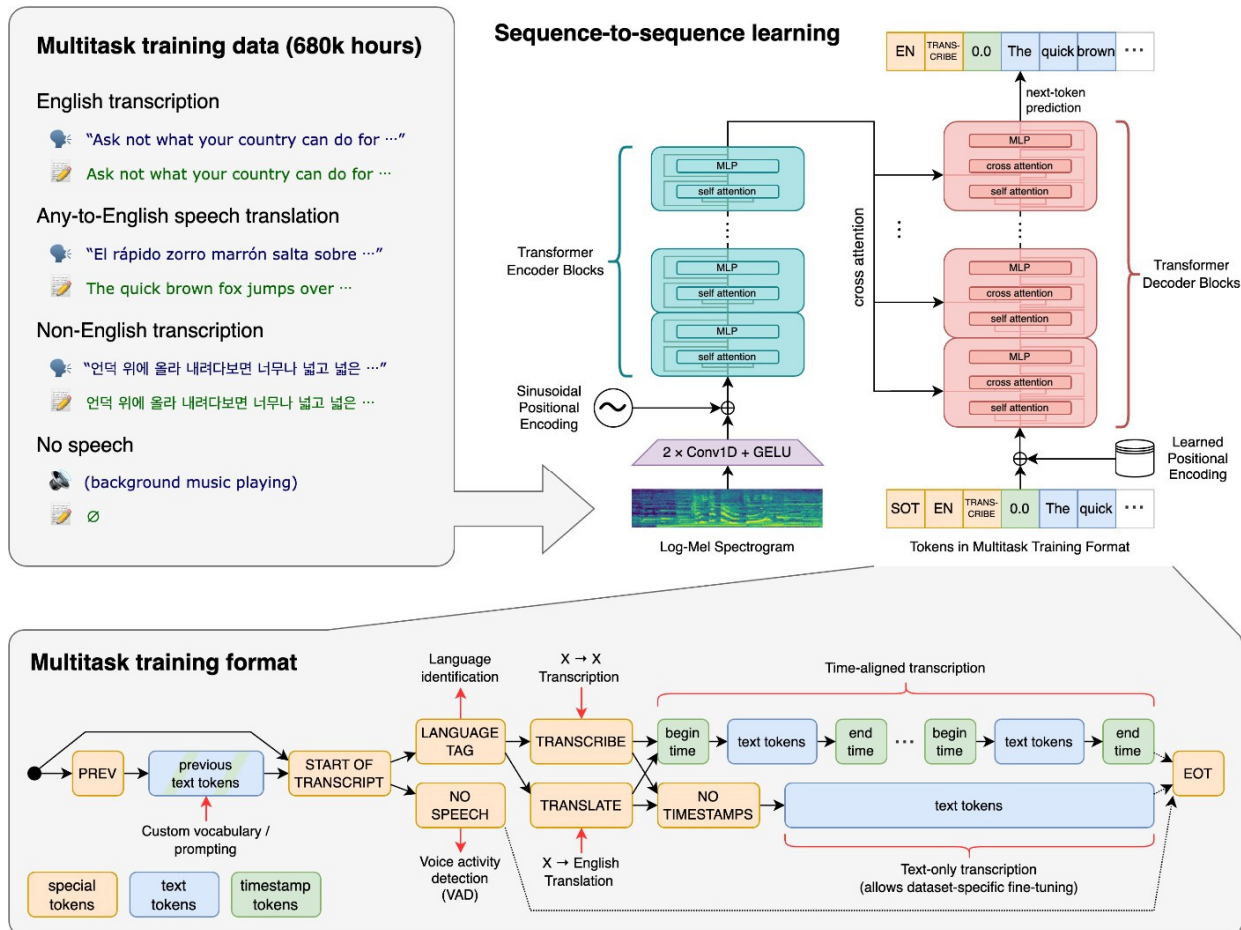 Multitask training data (680k hours)
English transcription
“Ask not what your country can do for ⋯”
Ask not what your country can do for ⋯
Any-to-English speech translation
“El rápido zorro marrón salta sobre ⋯”
The quick brown fox jumps over ⋯
Non-English transcription
“언덕 위에 올라 내려다보면 너무나 넓고 넓은 ⋯”
언덕 위에 올라 내려다보면 너무나 넓고 넓은 ⋯
No speech
(background music playing)
∅
Sequence-to-sequence learning
EN
TRANS-
CRIBE
0.0
The
quick
brown
⋯
next-token
prediction
Transformer
Encoder Blocks
MLP
self attention
⋮
MLP
self attention
MLP
self attention
Sinusoidal
Positional
Encoding
2 × Conv1D + GELU
Log-Mel Spectrogram
cross attention
⋮
MLP
cross attention
self attention
⋮
MLP
cross attention
self attention
MLP
cross attention
self attention
Transformer
Decoder Blocks
Learned
Positional
Encoding
SOT
EN
TRANS-
CRIBE
0.0
The
quick
⋯
Tokens in Multitask Training Format
Multitask training format
PREV
previous
text tokens
Custom vocabulary /
prompting
START OF
TRANSCRIPT
Language
identification
LANGUAGE
TAG
NO
SPEECH
Voice activity
detection
(VAD)
X → X
Transcription
TRANSCRIBE
TRANSLATE
X → English
Translation
Time-aligned transcription
begin
time
text tokens
end
time
⋯
begin
time
text tokens
end
time
NO
TIMESTAMPS
text tokens
Text-only transcription
(allows dataset-specific fine-tuning)
EOT
special
tokens
text
tokens
timestamp
tokens